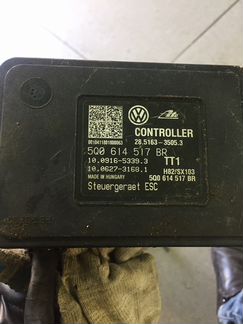 CONTROLLER
28.5163-3505.3
5Q0 614 517 BR
10.0916-5339.3 TT1
10.0627-3168.1 H82/SX103
MADE IN HUNGARY 5Q0 614 517 BR
Steuergeraet ESC